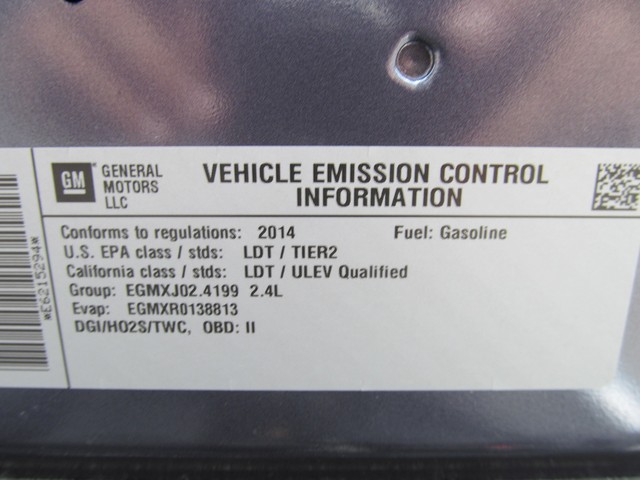 GM
GENERAL
MOTORS
LLC
VEHICLE EMISSION CONTROL
INFORMATION
Conforms to regulations: 2014 Fuel: Gasoline
U.S. EPA class / stds: LDT / TIER2
California class / stds: LDT / ULEV Qualified
Group: EGMXJ02.4199 2.4L
Evap: EGMXR0138813
DGI/HO2S/TWC, OBD: II
*E6215294*